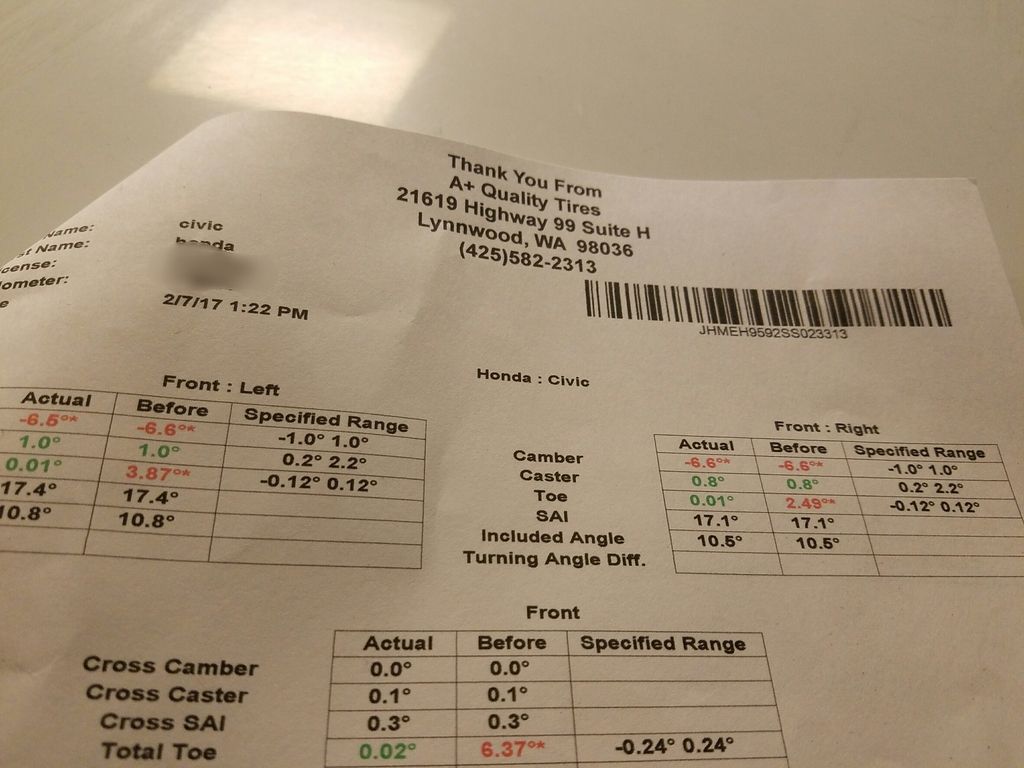 Thank You From
A+ Quality Tires
21619 Highway 99 Suite H
Lynnwood, WA 98036
(425)582-2313
ame: civic
st Name: honda
cense:
ometer:
e 2/7/17 1:22 PM
JHMEH9592SS023313
Honda : Civic
Front : Left
Actual Before Specified Range
-6.5°* -6.6°* -1.0° 1.0°
1.0° 1.0° 0.2° 2.2°
0.01° 3.87°* -0.12° 0.12°
17.4° 17.4°
10.8° 10.8°
Camber
Caster
Toe
SAI
Included Angle
Turning Angle Diff.
Front : Right
Actual Before Specified Range
-6.6°* -6.6°* -1.0° 1.0°
0.8° 0.8° 0.2° 2.2°
0.01° 2.49°* -0.12° 0.12°
17.1° 17.1°
10.5° 10.5°
Front
Actual Before Specified Range
Cross Camber 0.0° 0.0°
Cross Caster 0.1° 0.1°
Cross SAI 0.3° 0.3°
Total Toe 0.02° 6.37°* -0.24° 0.24°